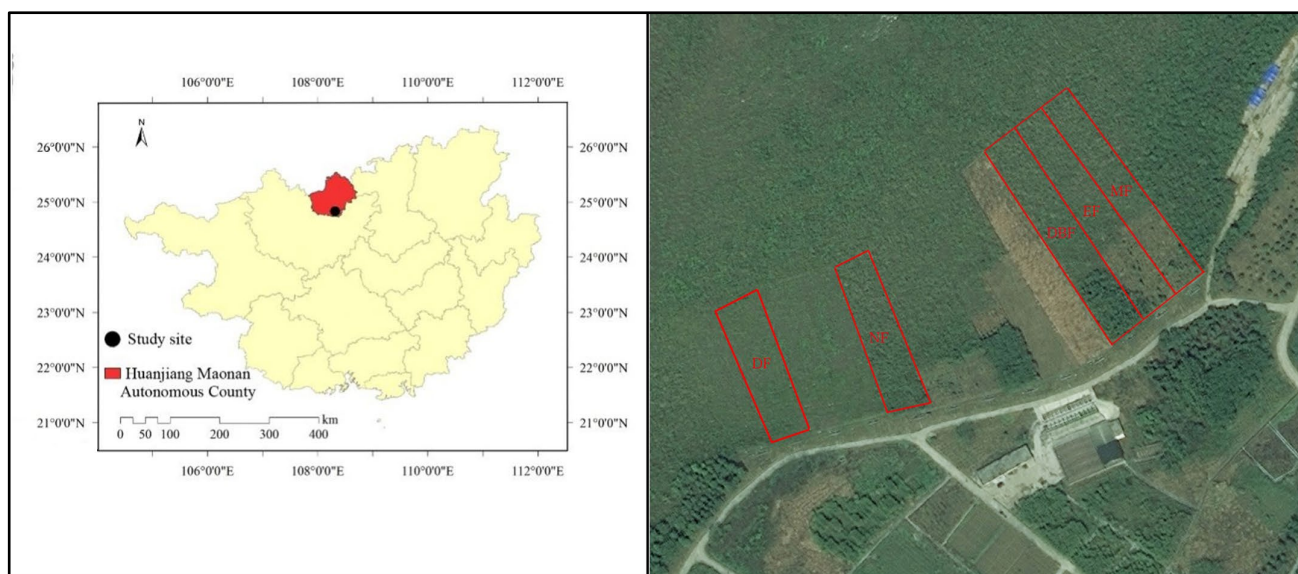 106°0'0"E 108°0'0"E 110°0'0"E 112°0'0"E
N
26°0'0"N 26°0'0"N
25°0'0"N 25°0'0"N
24°0'0"N 24°0'0"N
23°0'0"N 23°0'0"N
22°0'0"N 22°0'0"N
21°0'0"N 21°0'0"N
Study site
Huanjiang Maonan
Autonomous County
km
0 50 100 200 300 400
106°0'0"E 108°0'0"E 110°0'0"E 112°0'0"E
MF
EF
DBF
NF
DF